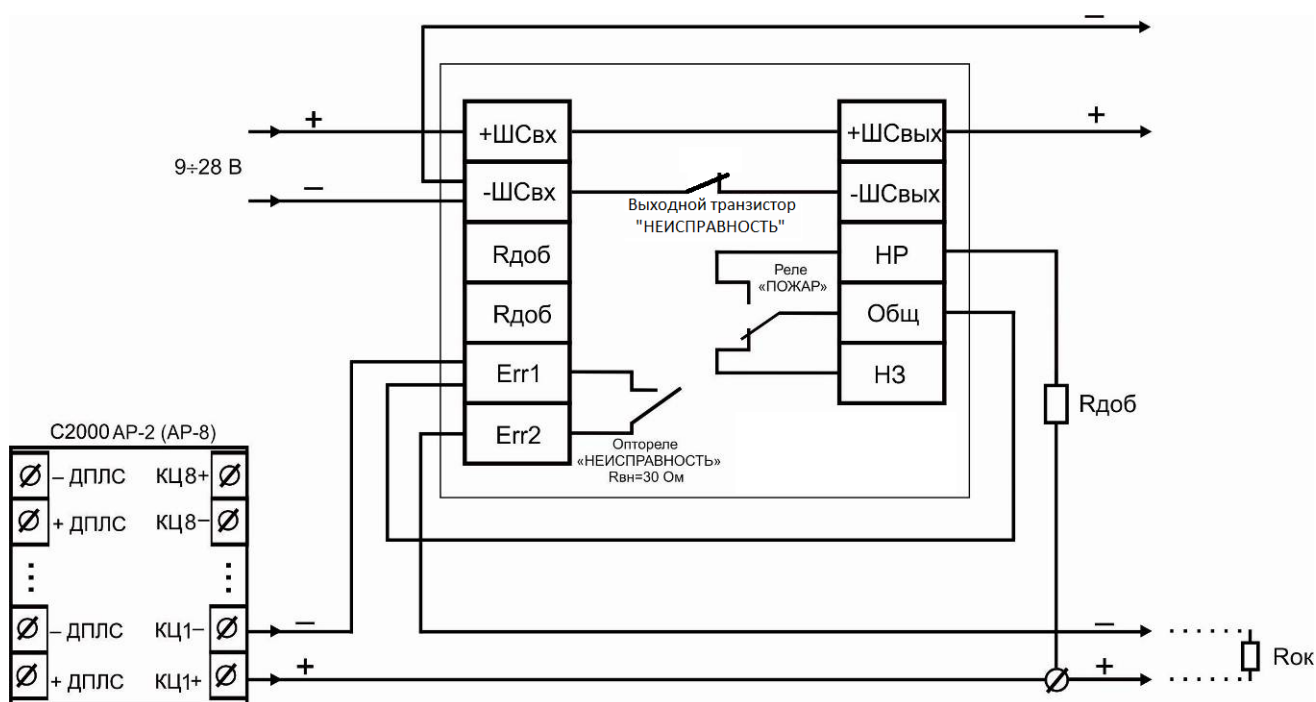 –
+
+
9÷28 В
–
+ШСвх
-ШСвх
Rдоб
Rдоб
Err1
Err2
Выходной транзистор
"НЕИСПРАВНОСТЬ"
Реле
«ПОЖАР»
Оптореле
«НЕИСПРАВНОСТЬ»
Rвн=30 Ом
+ШСвых
-ШСвых
НР
Общ
НЗ
Rдоб
С2000 АР-2 (АР-8)
– ДПЛС КЦ8+
+ ДПЛС КЦ8–
– ДПЛС КЦ1– – –
+ ДПЛС КЦ1+ + +
Rок